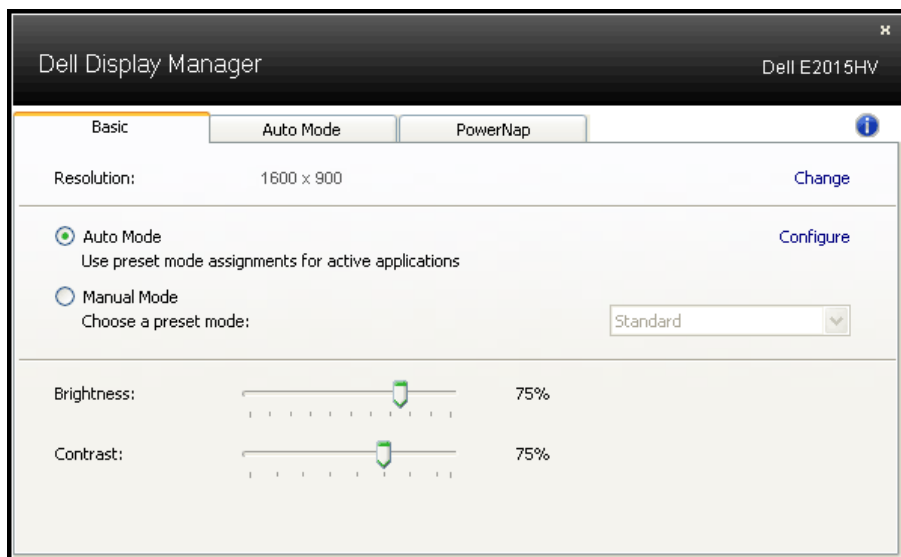 Dell Display Manager
Dell E2015HV
Basic
Auto Mode
PowerNap
Resolution:
1600 x 900
Change
Auto Mode
Configure
Use preset mode assignments for active applications
Manual Mode
Choose a preset mode:
Standard
Brightness:
75%
Contrast:
75%